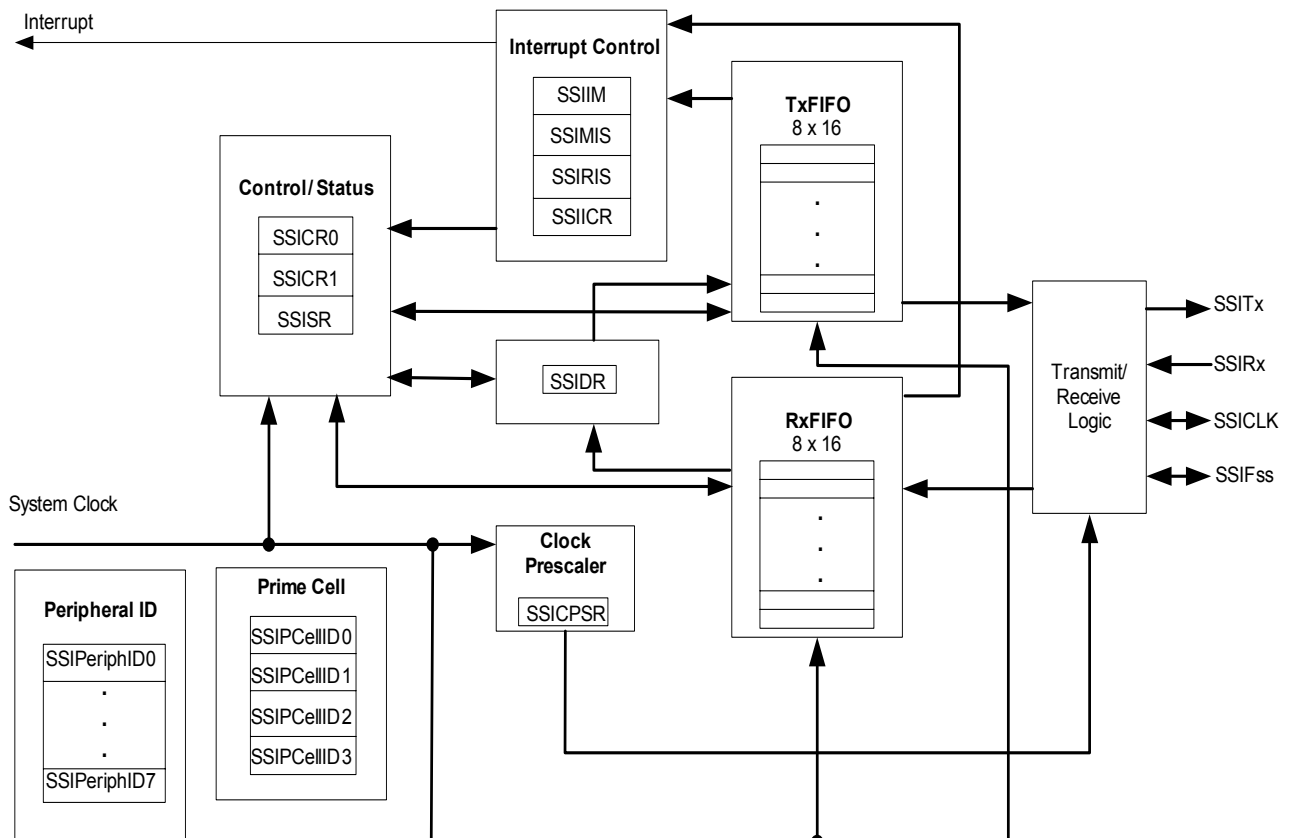 Interrupt
Interrupt Control
SSIIM
SSIMIS
SSIRIS
SSIICR
TxFIFO
8 x 16
.
.
.
Control/Status
SSICR0
SSICR1
SSISR
SSIDR
RxFIFO
8 x 16
.
.
.
Transmit/
Receive
Logic
SSITx
SSIRx
SSICLK
SSIFss
System Clock
Clock
Prescaler
SSICPSR
Peripheral ID
SSIPeriphID0
.
.
.
SSIPeriphID7
Prime Cell
SSIPCellID0
SSIPCellID1
SSIPCellID2
SSIPCellID3